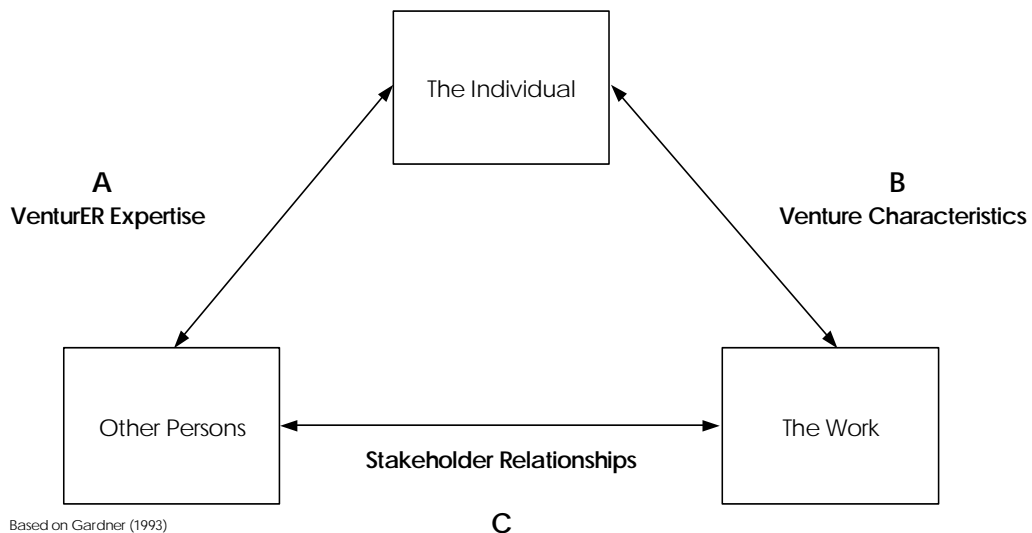 The Individual
A
VenturER Expertise
B
Venture Characteristics
Other Persons
The Work
Stakeholder Relationships
Based on Gardner (1993)
C